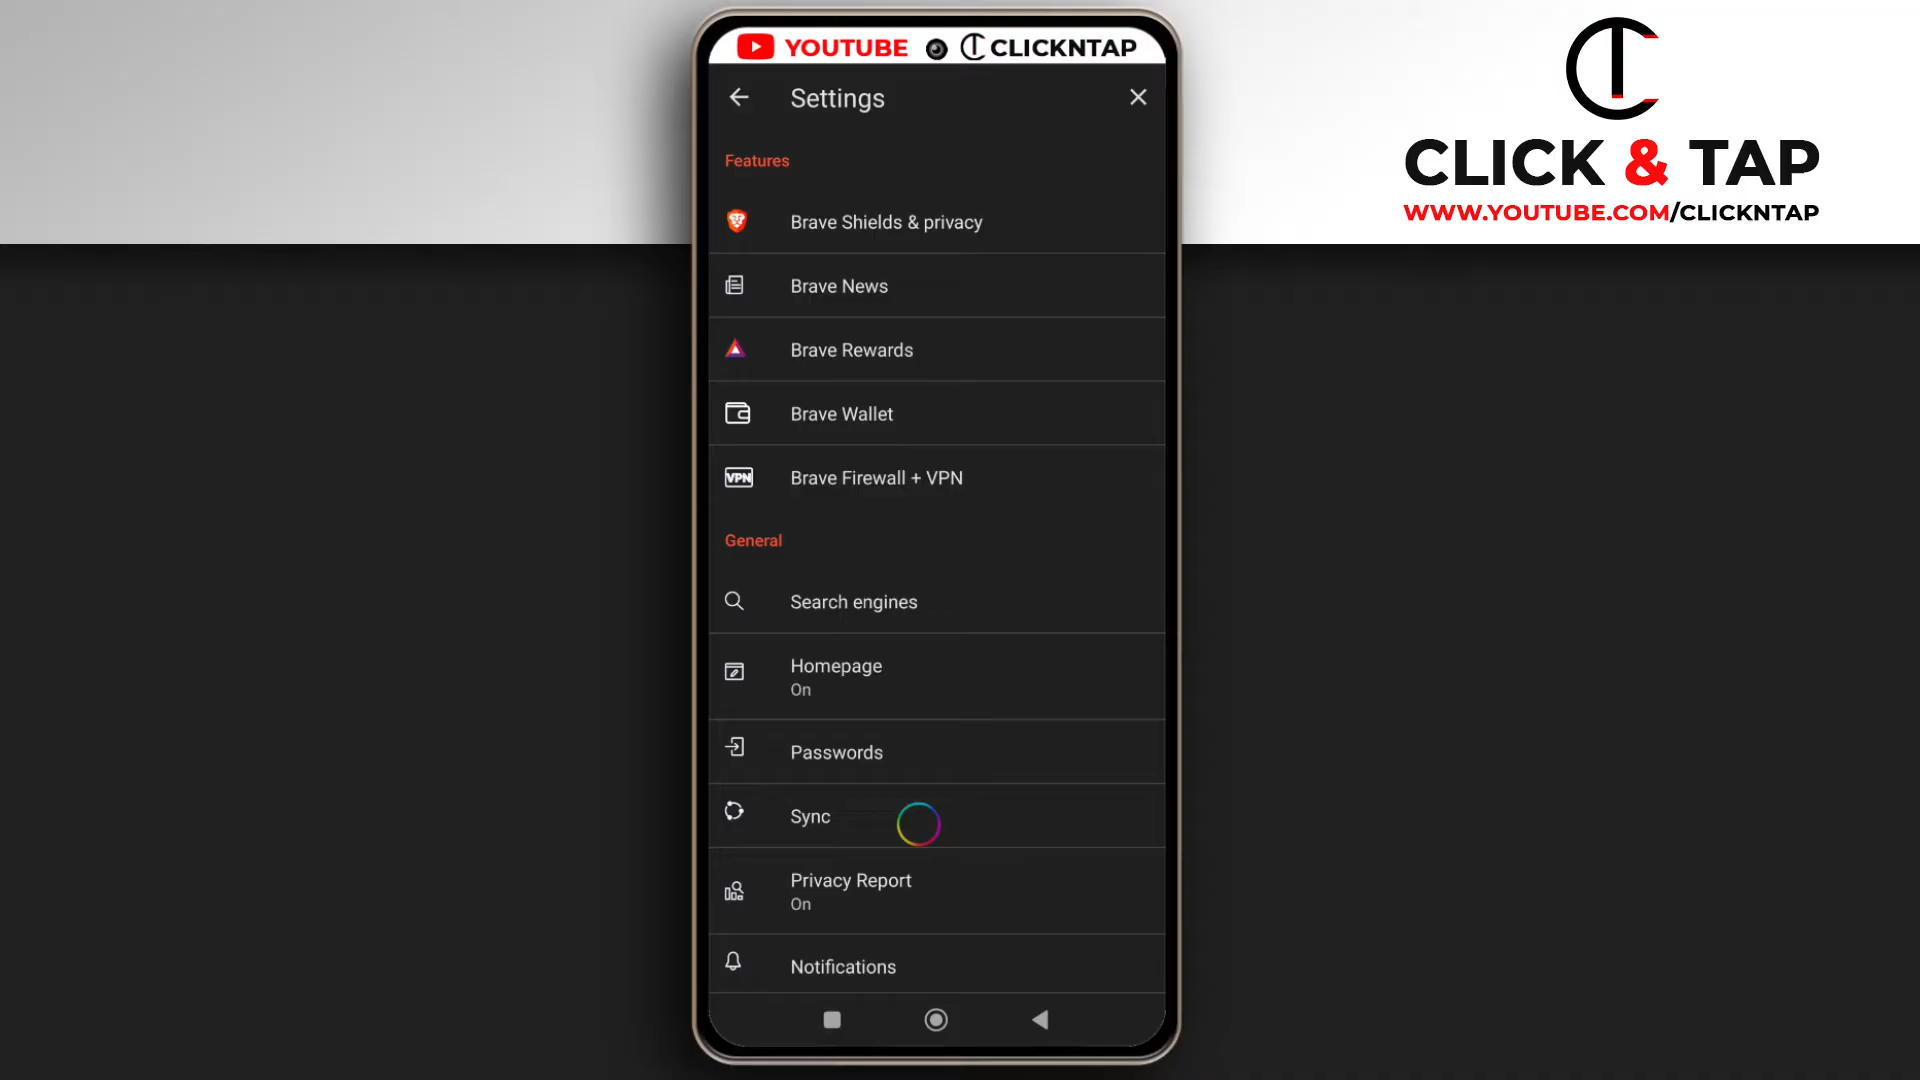 YOUTUBE CLICKNTAP
Settings
Features
Brave Shields & privacy
Brave News
Brave Rewards
Brave Wallet
VPN Brave Firewall + VPN
General
Search engines
Homepage
On
Passwords
Sync
Privacy Report
On
Notifications
CLICK & TAP
WWW.YOUTUBE.COM/CLICKNTAP